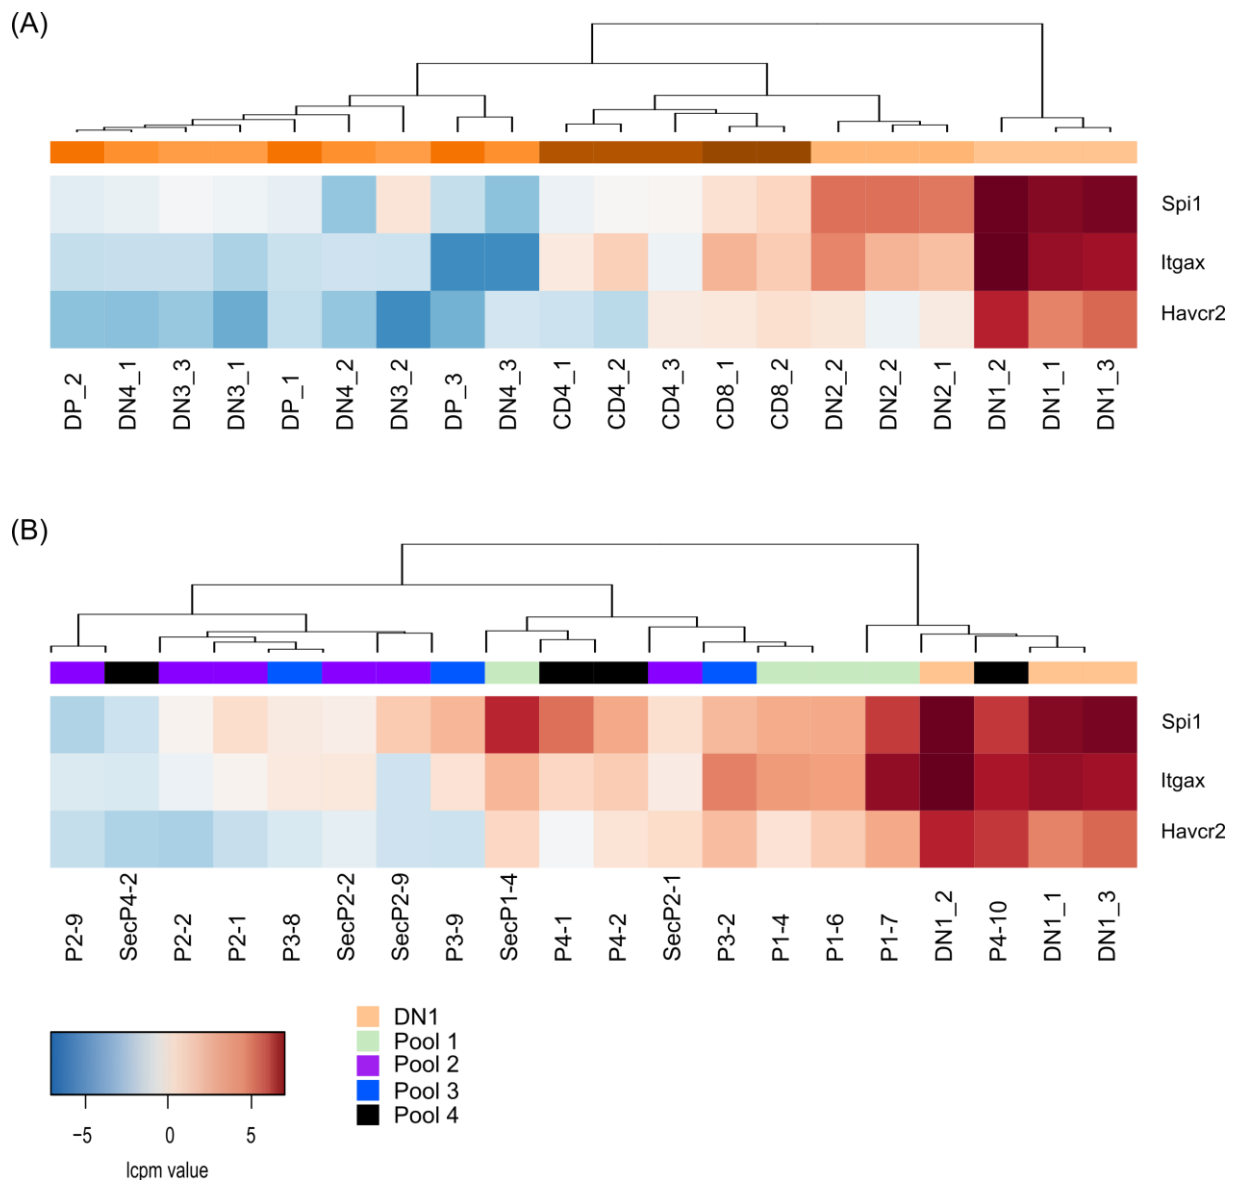 (A)
Spi1
Itgax
Havcr2
DP_2 DN4_1 DN3_3 DN3_1 DP_1 DN4_2 DN3_2 DP_3 DN4_3 CD4_1 CD4_2 CD4_3 CD8_1 CD8_2 DN2_2 DN2_2 DN2_1 DN1_2 DN1_1 DN1_3
(B)
Spi1
Itgax
Havcr2
P2-9 SecP4-2 P2-2 P2-1 P3-8 SecP2-2 SecP2-9 P3-9 SecP1-4 P4-1 P4-2 SecP2-1 P3-2 P1-4 P1-6 P1-7 DN1_2 P4-10 DN1_1 DN1_3
DN1
Pool 1
Pool 2
Pool 3
Pool 4
−5 0 5
lcpm value